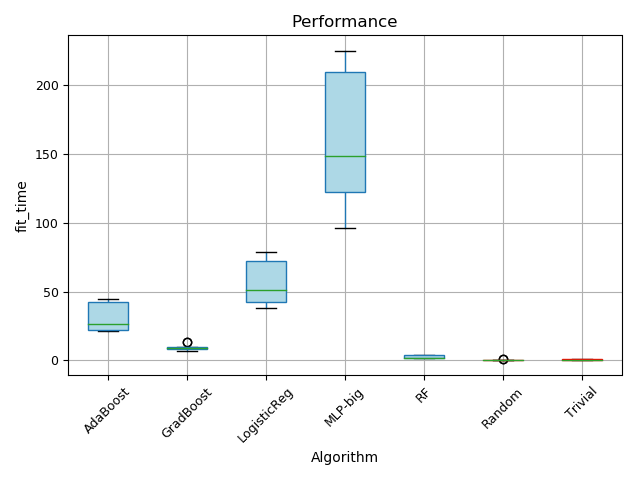 Performance
fit_time
200
150
100
50
0
AdaBoost
GradBoost
LogisticReg
MLP-big
RF
Random
Trivial
Algorithm